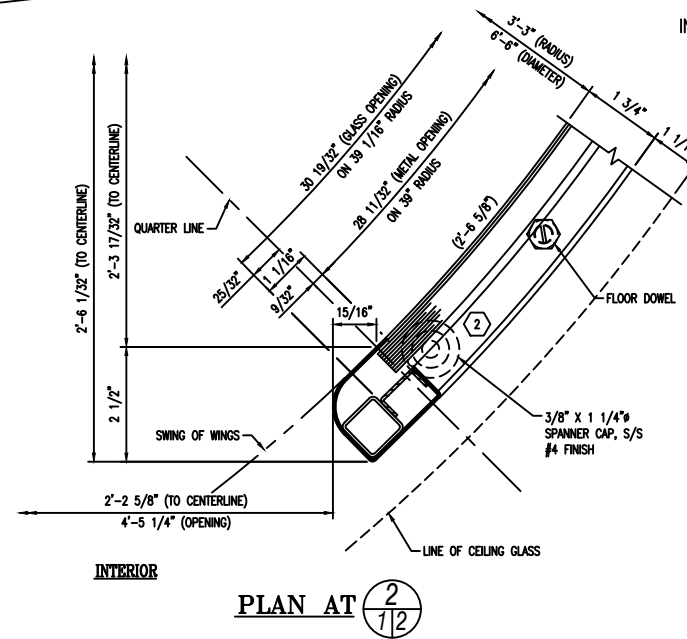 3'-3" (RADIUS)
6'-6" (DIAMETER)
1 3/4"
30 19/32" (GLASS OPENING)
ON 39 1/16" RADIUS
28 11/32" (METAL OPENING)
ON 39" RADIUS
2'-6 1/32" (TO CENTERLINE)
2'-3 17/32" (TO CENTERLINE)
QUARTER LINE
(2'-6 5/8")
25/32"
1 1/16"
9/32"
15/16"
2
FLOOR DOWEL
2 1/2"
3/8" X 1 1/4"ø
SPANNER CAP, S/S
#4 FINISH
SWING OF WINGS
2'-2 5/8" (TO CENTERLINE)
4'-5 1/4" (OPENING)
LINE OF CEILING GLASS
INTERIOR
PLAN AT
2
1 2